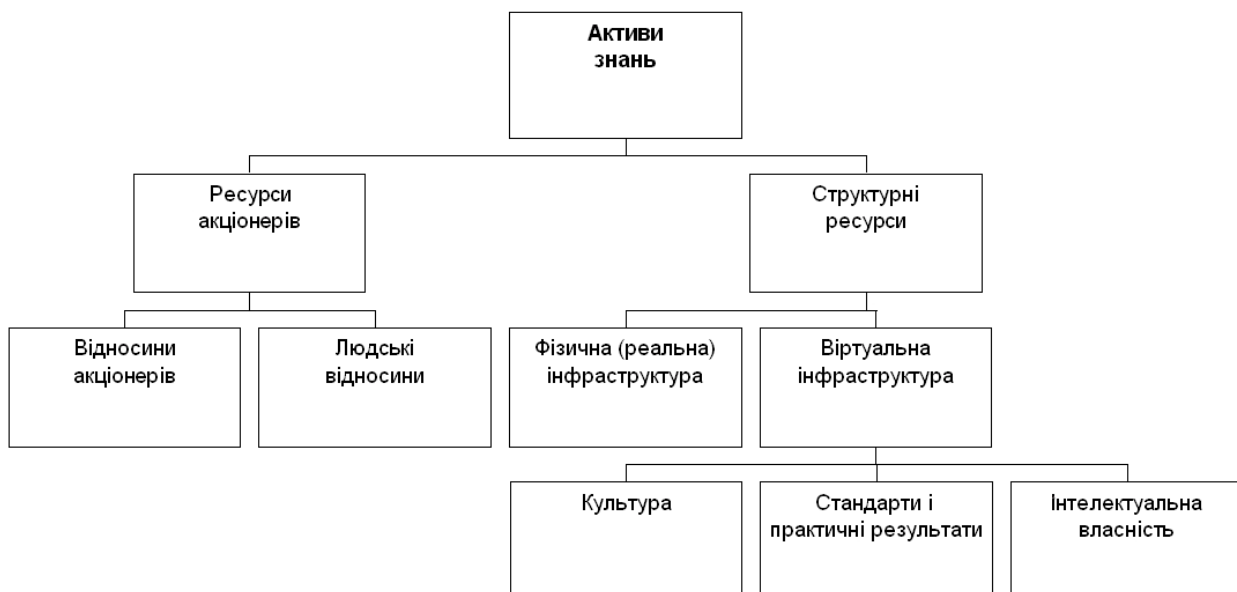 Активи
знань
Ресурси
акціонерів
Структурні
ресурси
Відносини
акціонерів
Людські
відносини
Фізична (реальна)
інфраструктура
Віртуальна
інфраструктура
Культура
Стандарти і
практичні результати
Інтелектуальна
власність